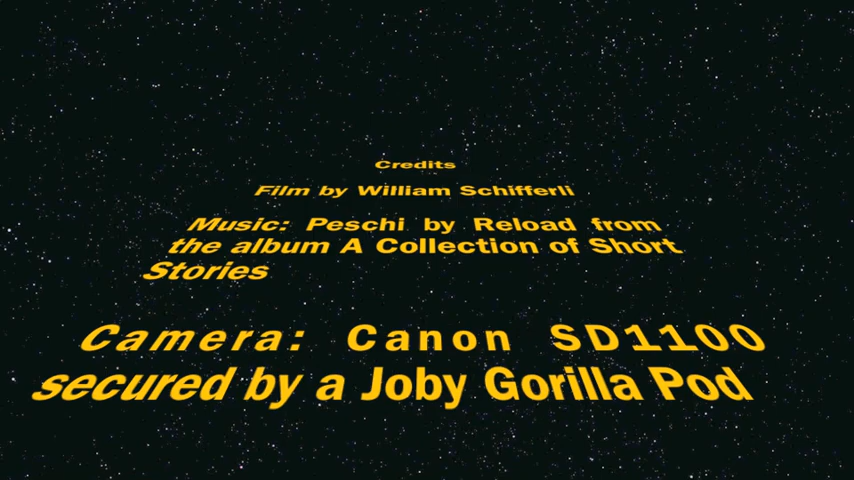 Credits
Film by William Schifferli
Music: Peschi by Reload from
the album A Collection of Short
Stories
Camera: Canon SD1100
secured by a Joby Gorilla Pod